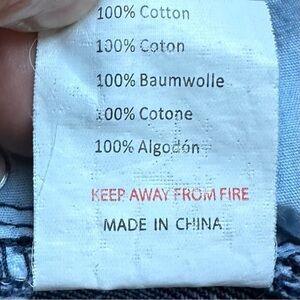 100% Cotton
100% Coton
100% Baumwolle
100% Cotone
100% Algodón
KEEP AWAY FROM FIRE
MADE IN CHINA